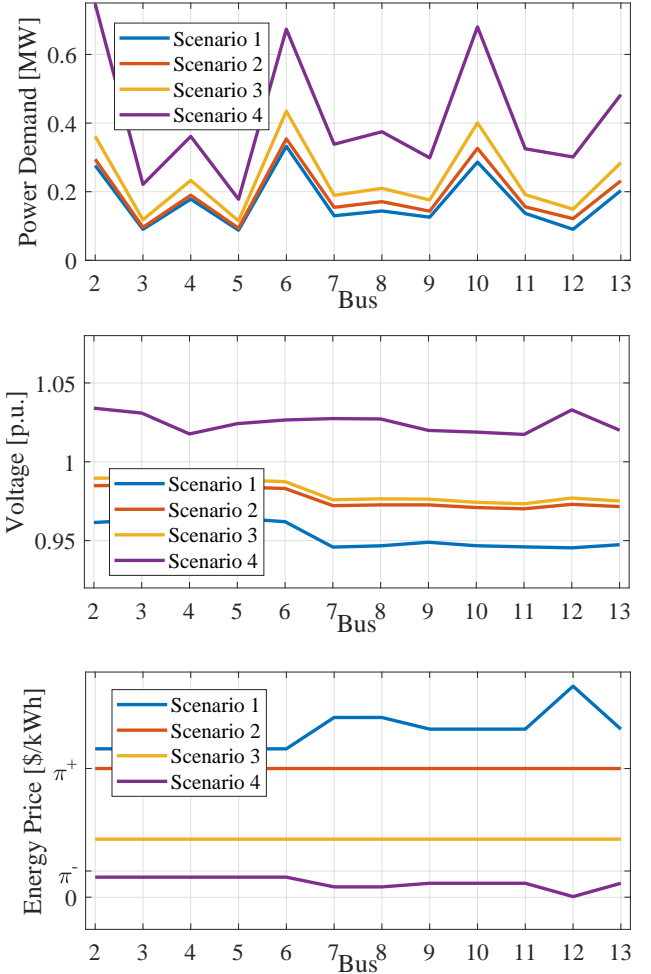 Power Demand [MW]
0.6
0.4
0.2
0
Scenario 1
Scenario 2
Scenario 3
Scenario 4
2 3 4 5 6 7 8 9 10 11 12 13
Bus
Voltage [p.u.]
1.05
1
0.95
Scenario 1
Scenario 2
Scenario 3
Scenario 4
2 3 4 5 6 7 8 9 10 11 12 13
Bus
Energy Price [$/kWh]
π+
π-
0
Scenario 1
Scenario 2
Scenario 3
Scenario 4
2 3 4 5 6 7 8 9 10 11 12 13
Bus